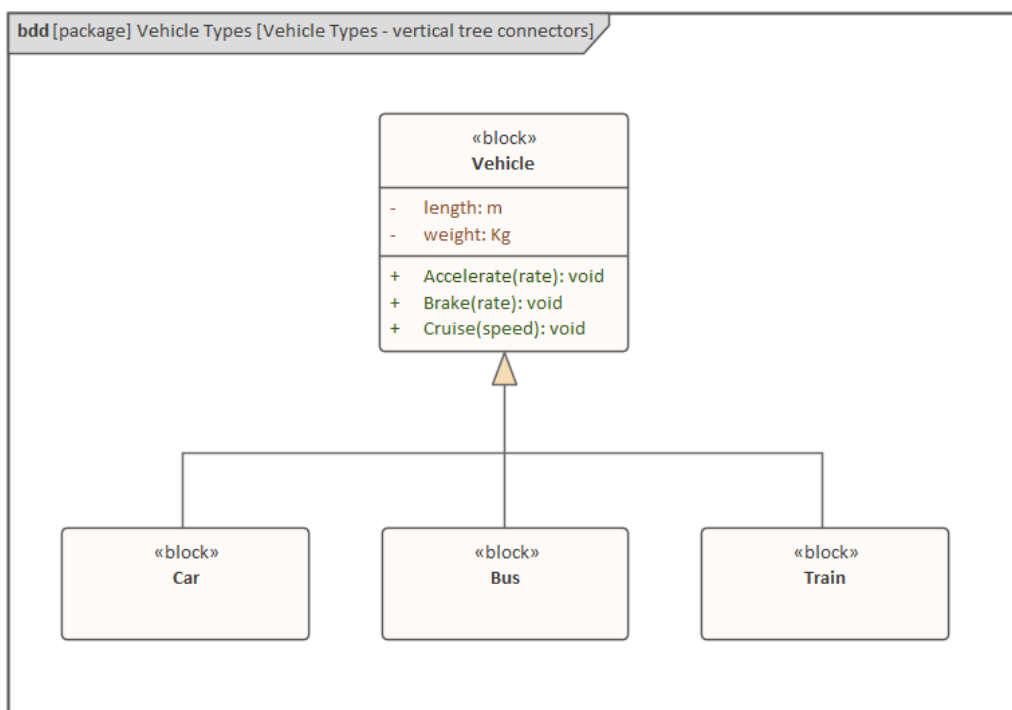 bdd [package] Vehicle Types [Vehicle Types - vertical tree connectors]
«block»
Vehicle
- length: m
- weight: Kg
+ Accelerate(rate): void
+ Brake(rate): void
+ Cruise(speed): void
«block»
Car
«block»
Bus
«block»
Train